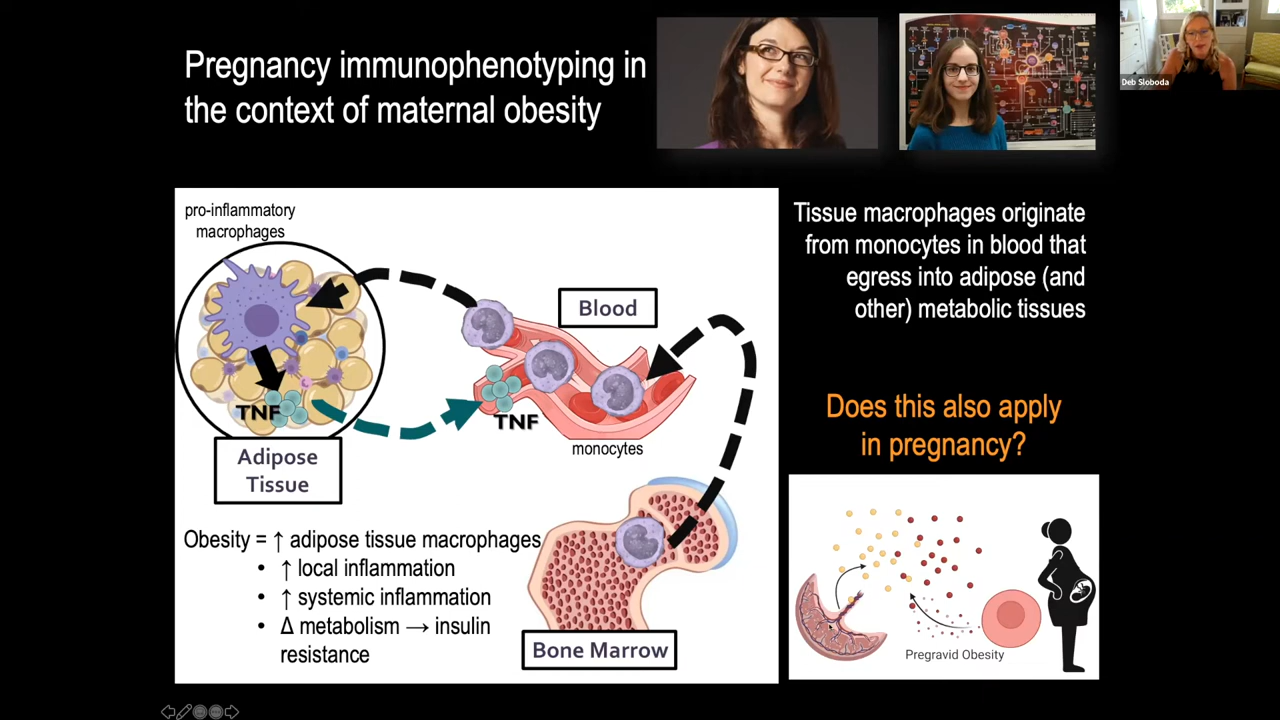 Pregnancy immunophenotyping in
the context of maternal obesity
Deb Sloboda
pro-inflammatory
macrophages
Blood
TNF
TNF
monocytes
Adipose
Tissue
Obesity = ↑ adipose tissue macrophages
• ↑ local inflammation
• ↑ systemic inflammation
• Δ metabolism → insulin
resistance
Bone Marrow
Tissue macrophages originate
from monocytes in blood that
egress into adipose (and
other) metabolic tissues
Does this also apply
in pregnancy?
Pregravid Obesity